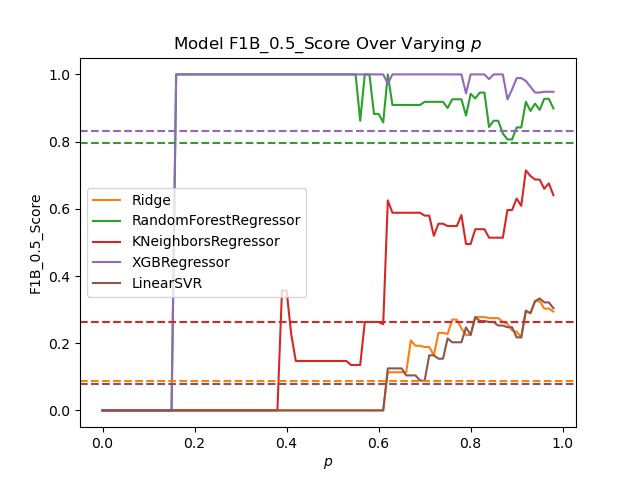 Model F1B_0.5_Score Over Varying p
F1B_0.5_Score
1.0
0.8
0.6
0.4
0.2
0.0
Ridge
RandomForestRegressor
KNeighborsRegressor
XGBRegressor
LinearSVR
0.0 0.2 0.4 0.6 0.8 1.0
p